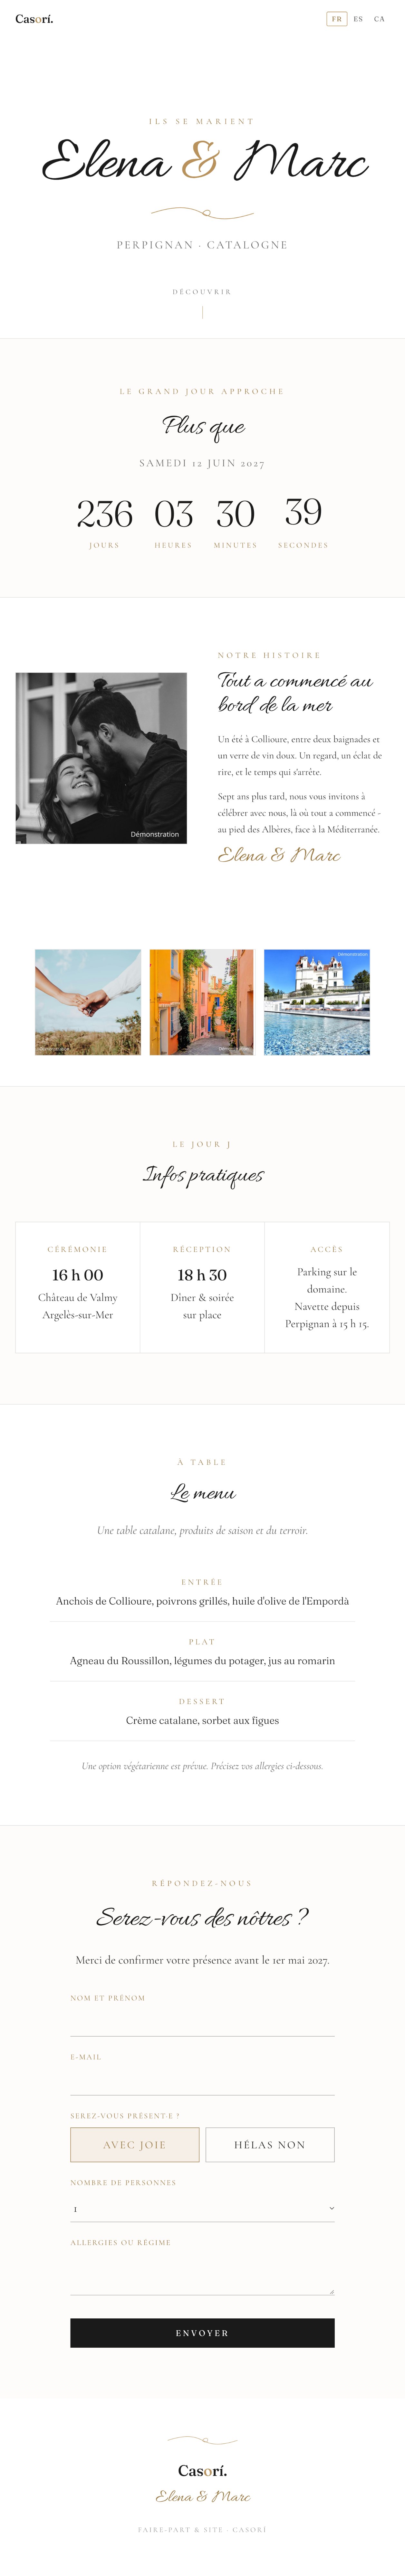 Casorí.
FR ES CA
ILS SE MARIENT
Elena & Marc
PERPIGNAN · CATALOGNE
DÉCOUVRIR
LE GRAND JOUR APPROCHE
Plus que
SAMEDI 12 JUIN 2027
236 03 30 39
JOURS HEURES MINUTES SECONDES
NOTRE HISTOIRE
Tout a commencé au
bord de la mer
Un été à Collioure, entre deux baignades et
un verre de vin doux. Un regard, un éclat de
rire, et le temps qui s'arrête.
Sept ans plus tard, nous vous invitons à
célébrer avec nous, là où tout a commencé -
au pied des Albères, face à la Méditerranée.
Elena & Marc
Démonstration
Démonstration
Démonstration
Démonstration
LE JOUR J
Infos pratiques
CÉRÉMONIE
16 h 00
Château de Valmy
Argelès-sur-Mer
RÉCEPTION
18 h 30
Dîner & soirée
sur place
ACCÈS
Parking sur le
domaine.
Navette depuis
Perpignan à 15 h 15.
À TABLE
Le menu
Une table catalane, produits de saison et du terroir.
ENTRÉE
Anchois de Collioure, poivrons grillés, huile d'olive de l'Empordà
PLAT
Agneau du Roussillon, légumes du potager, jus au romarin
DESSERT
Crème catalane, sorbet aux figues
Une option végétarienne est prévue. Précisez vos allergies ci-dessous.
RÉPONDEZ-NOUS
Serez-vous des nôtres ?
Merci de confirmer votre présence avant le 1er mai 2027.
NOM ET PRÉNOM
E-MAIL
SEREZ-VOUS PRÉSENT·E ?
AVEC JOIE HÉLAS NON
NOMBRE DE PERSONNES
1
ALLERGIES OU RÉGIME
ENVOYER
Casorí.
Elena & Marc
FAIRE-PART & SITE · CASORÍ